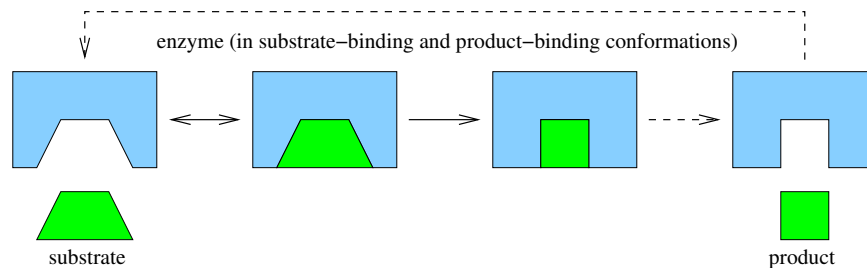 enzyme (in substrate−binding and product−binding conformations)
substrate
product